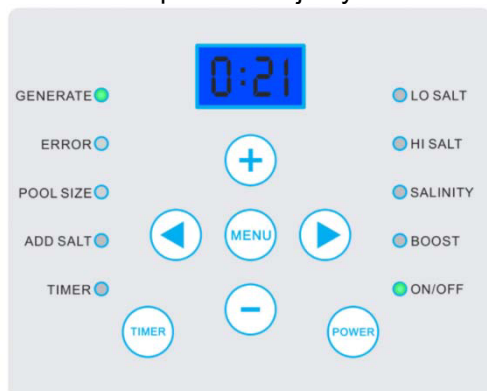 0:21
GENERATE
ERROR
POOL SIZE
ADD SALT
TIMER
LO SALT
HI SALT
SALINITY
BOOST
ON/OFF
+
MENU
−
TIMER
POWER